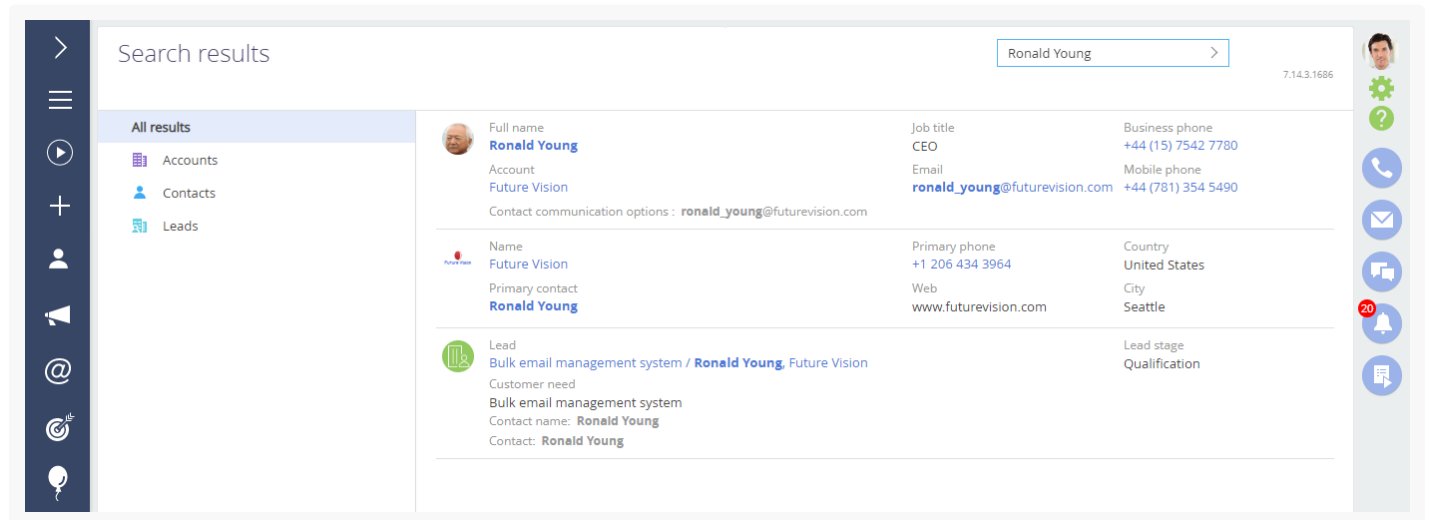 Search results
Ronald Young
7.14.3.1686
All results
Accounts
Contacts
Leads
Full name
Ronald Young
Job title
CEO
Business phone
+44 (15) 7542 7780
Account
Future Vision
Email
ronald_young@futurevision.com
Mobile phone
+44 (781) 354 5490
Contact communication options : ronald_young@futurevision.com
Future Vision
Name
Future Vision
Primary phone
+1 206 434 3964
Country
United States
Primary contact
Ronald Young
Web
www.futurevision.com
City
Seattle
Lead
Bulk email management system / Ronald Young, Future Vision
Lead stage
Qualification
Customer need
Bulk email management system
Contact name: Ronald Young
Contact: Ronald Young
20